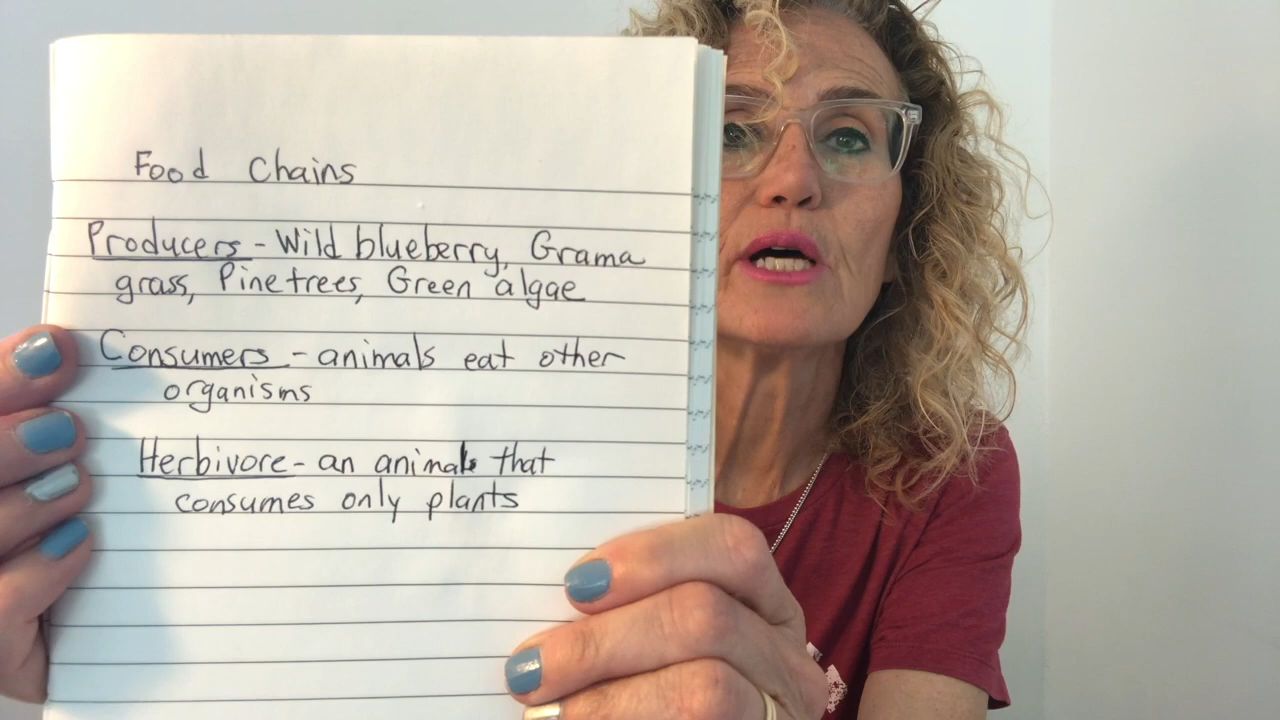 Food Chains
Producers - Wild blueberry, Grama
grass, Pine trees, Green algae
Consumers - animals eat other
organisms
Herbivore - an animal that
consumes only plants